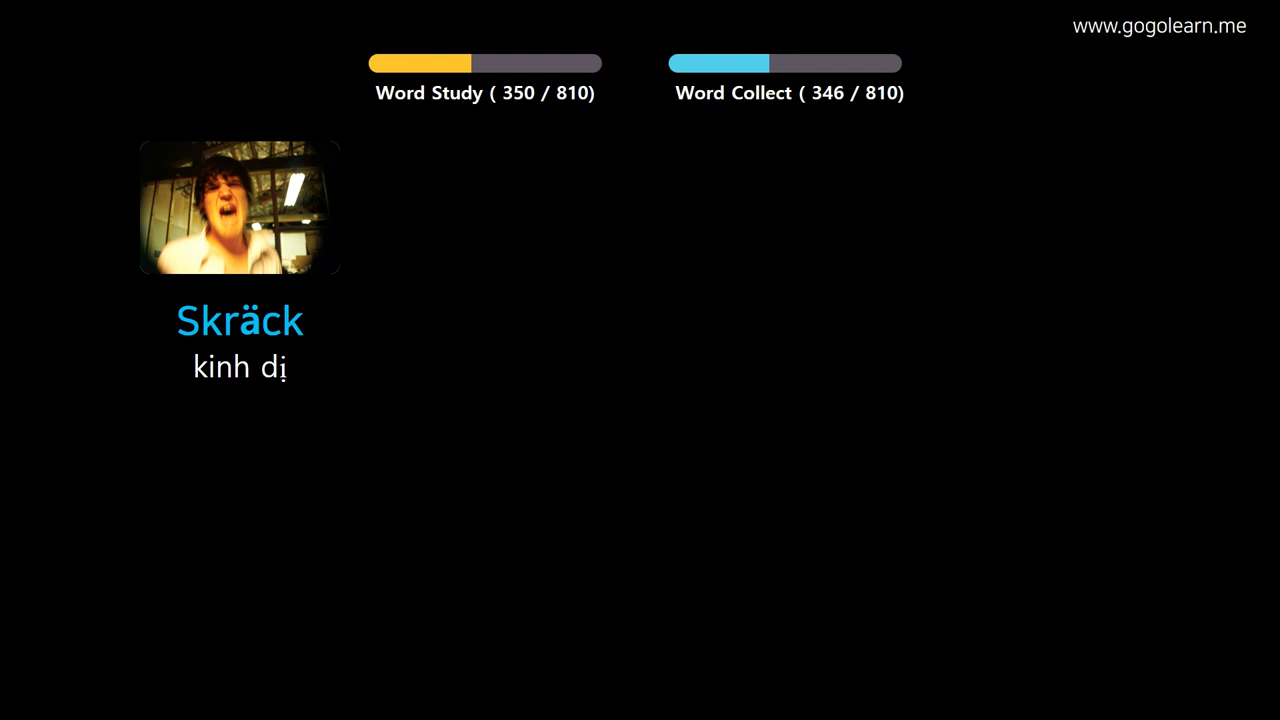 www.gogolearn.me
Word Study ( 350 / 810)
Word Collect ( 346 / 810)
Skräck
kinh dị